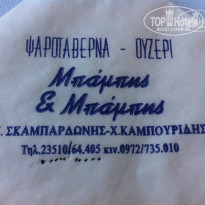 ΨΑΡΟΤΑΒΕΡΝΑ - ΟΥΖΕΡΙ
Μπάμπης
& Μπάμπης
. ΣΚΑΜΠΑΡΔΩΝΗΣ-Χ.ΚΑΜΠΟΥΡΙΔΗΣ
Τηλ.23510/64.405 κιν.0972/735.010